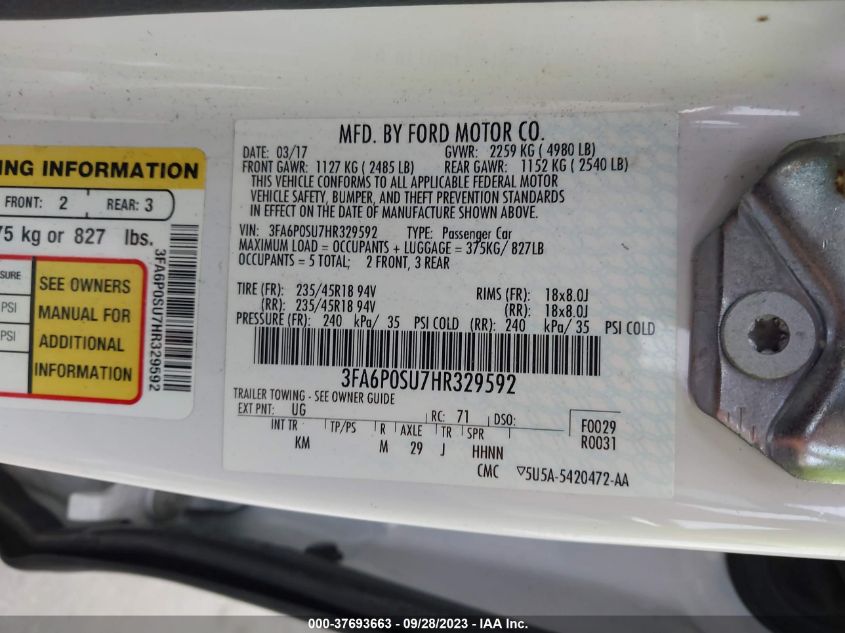 MFD. BY FORD MOTOR CO.
DATE: 03/17 GVWR: 2259 KG ( 4980 LB)
FRONT GAWR: 1127 KG ( 2485 LB) REAR GAWR: 1152 KG ( 2540 LB)
THIS VEHICLE CONFORMS TO ALL APPLICABLE FEDERAL MOTOR
VEHICLE SAFETY, BUMPER, AND THEFT PREVENTION STANDARDS
IN EFFECT ON THE DATE OF MANUFACTURE SHOWN ABOVE.
VIN: 3FA6P0SU7HR329592 TYPE: Passenger Car
MAXIMUM LOAD = OCCUPANTS + LUGGAGE = 375KG/ 827LB
OCCUPANTS = 5 TOTAL; 2 FRONT, 3 REAR
TIRE (FR): 235/45R18 94V RIMS (FR): 18x8.0J
(RR): 235/45R18 94V (RR): 18x8.0J
PRESSURE (FR): 240 kPa/ 35 PSI COLD (RR): 240 kPa/ 35 PSI COLD
3FA6P0SU7HR329592
TRAILER TOWING - SEE OWNER GUIDE
EXT PNT: UG RC: 71 DSO:
F0029
R0031
INT TR TP/PS R AXLE TR SPR
KM M 29 J HHNN
CMC ▽5U5A-5420472-AA
ING INFORMATION
FRONT: 2 REAR: 3
75 kg or 827 lbs.
SURE
PSI
PSI
SEE OWNERS
MANUAL FOR
ADDITIONAL
INFORMATION
3FA6P0SU7HR329592
000-37693663 - 09/28/2023 - IAAI.com.